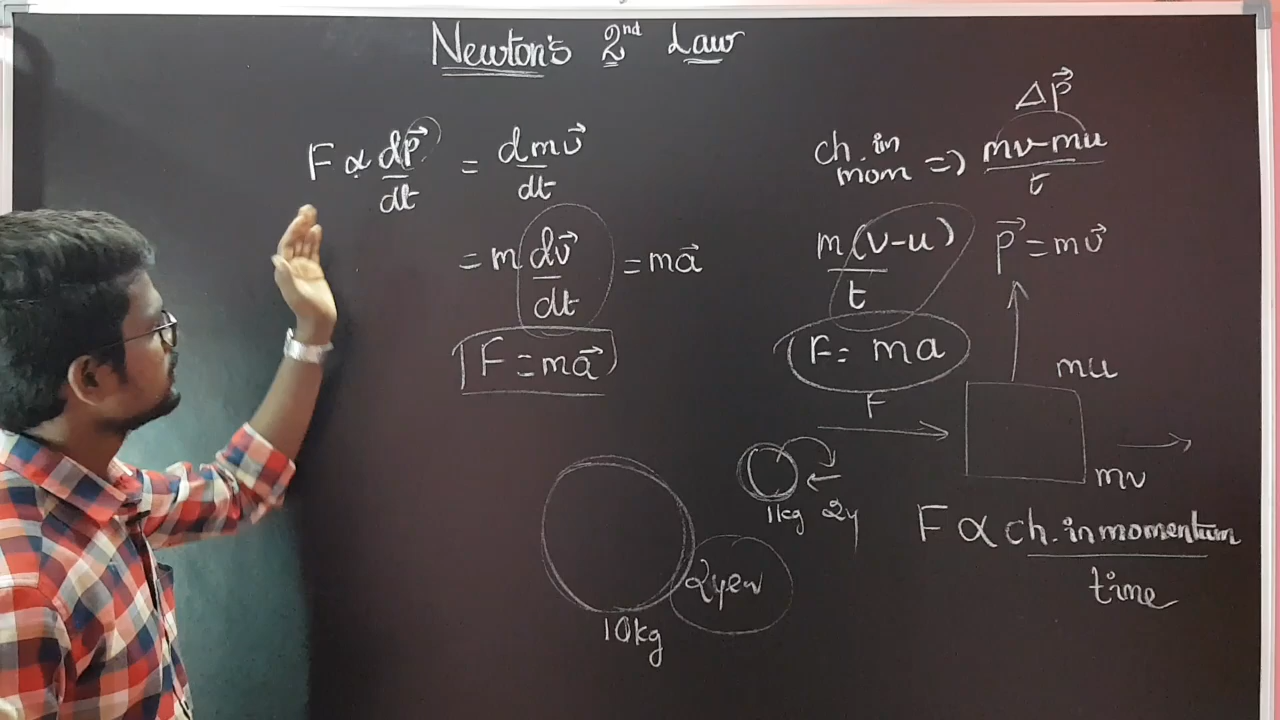 Newton's 2nd Law
F ∝ dp⃗/dt = dmv⃗/dt
= m dv⃗/dt = ma⃗
F = ma⃗
Δp⃗
ch. in mom => mv-mu/t
m(v-u)/t
p⃗ = mv⃗
F = ma
mu
F
mv
1kg
10kg
F ∝ ch. in momentum/time